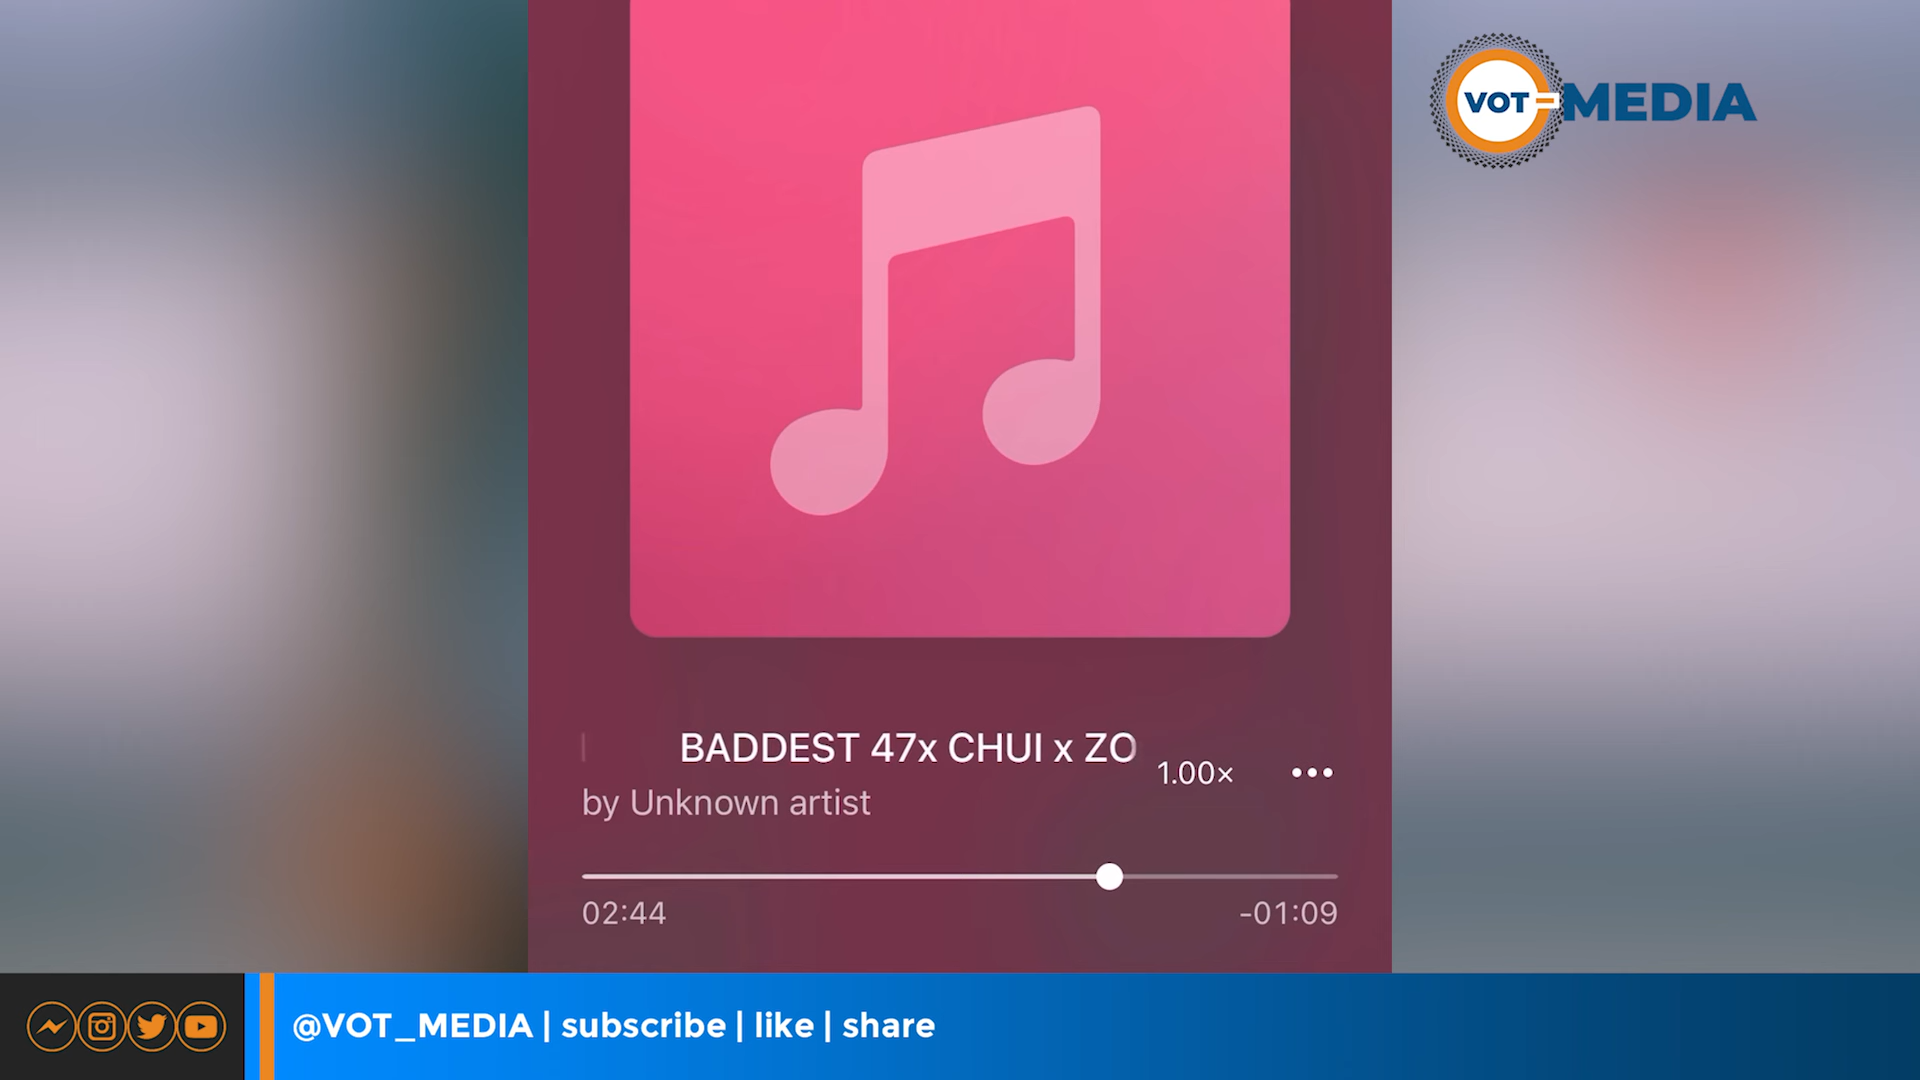 VOT MEDIA
BADDEST 47x CHUI x ZO
1.00×
by Unknown artist
02:44
-01:09
@VOT_MEDIA | subscribe | like | share